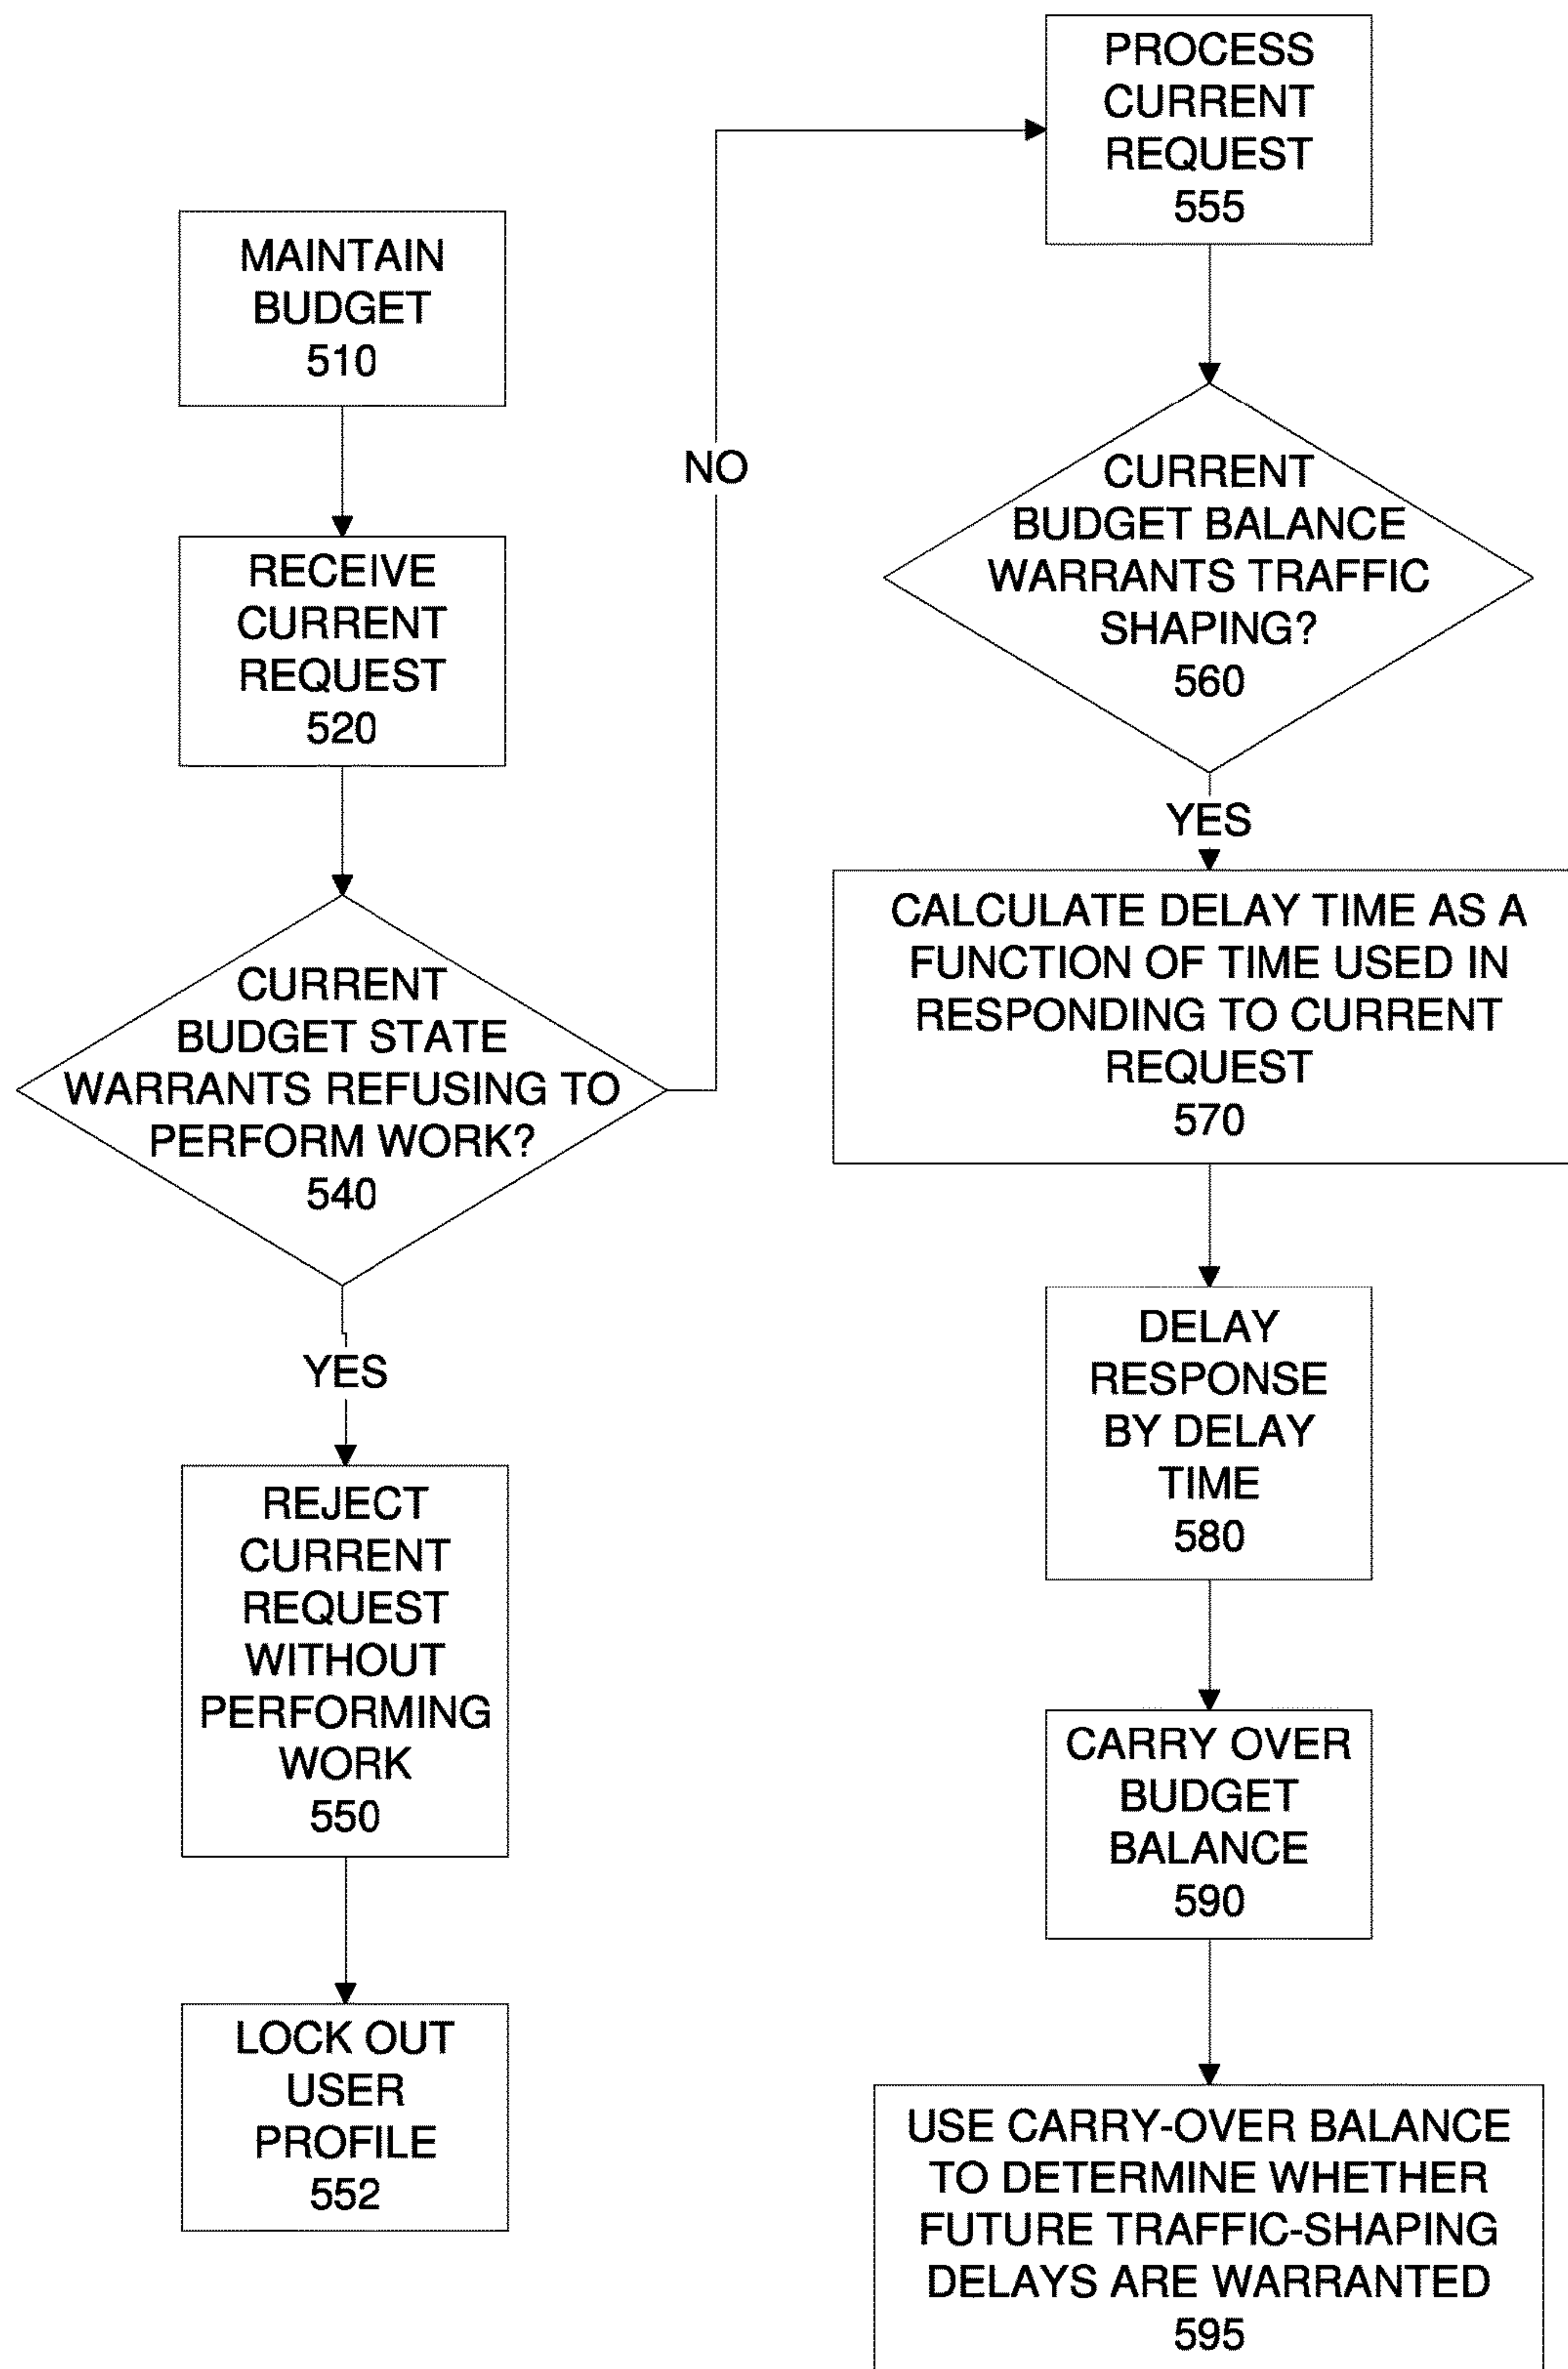 MAINTAIN
BUDGET
510
RECEIVE
CURRENT
REQUEST
520
CURRENT
BUDGET STATE
WARRANTS REFUSING TO
PERFORM WORK?
540
YES
REJECT
CURRENT
REQUEST
WITHOUT
PERFORMING
WORK
550
LOCK OUT
USER
PROFILE
552
NO
PROCESS
CURRENT
REQUEST
555
CURRENT
BUDGET BALANCE
WARRANTS TRAFFIC
SHAPING?
560
YES
CALCULATE DELAY TIME AS A
FUNCTION OF TIME USED IN
RESPONDING TO CURRENT
REQUEST
570
DELAY
RESPONSE
BY DELAY
TIME
580
CARRY OVER
BUDGET
BALANCE
590
USE CARRY-OVER BALANCE
TO DETERMINE WHETHER
FUTURE TRAFFIC-SHAPING
DELAYS ARE WARRANTED
595